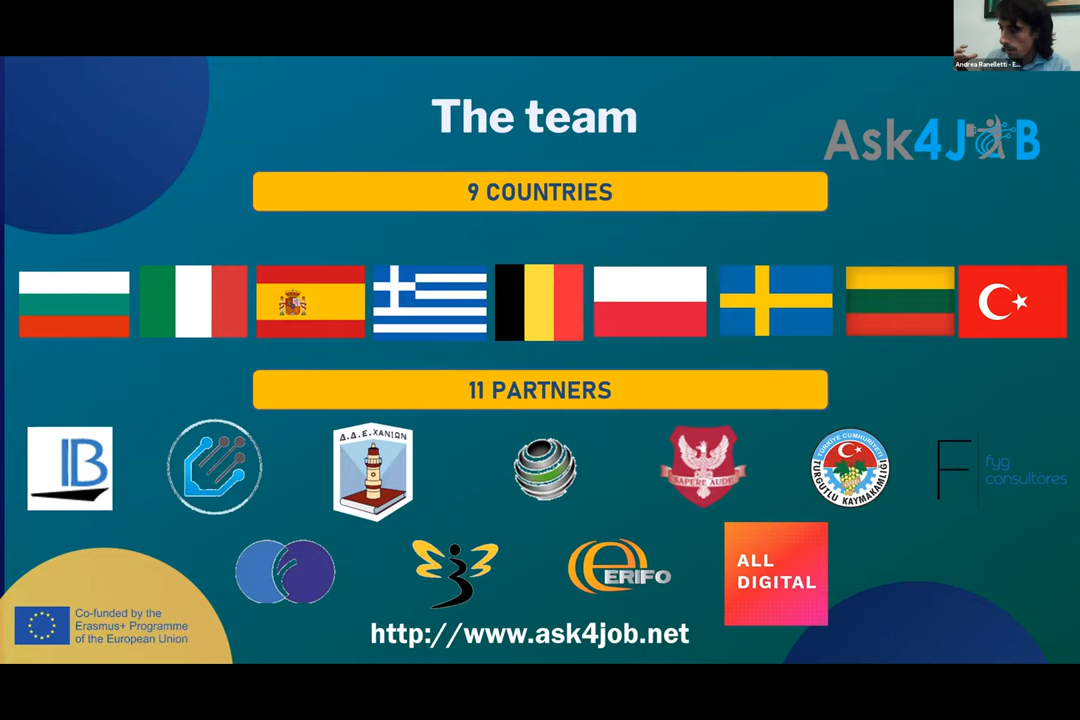 Andrea Ranelletti - E...
The team
Ask4JOB
9 COUNTRIES
11 PARTNERS
IB
Δ.Δ.Ε.ΧΑΝΙΩΝ
SAPERE AUDE
TÜRKİYE CUMHURİYETİ
TURGUTLU KAYMAKAMLIĞI
F
fyg
consultores
e
ERIFO
ALL
DIGITAL
Co-funded by the
Erasmus+ Programme
of the European Union
http://www.ask4job.net